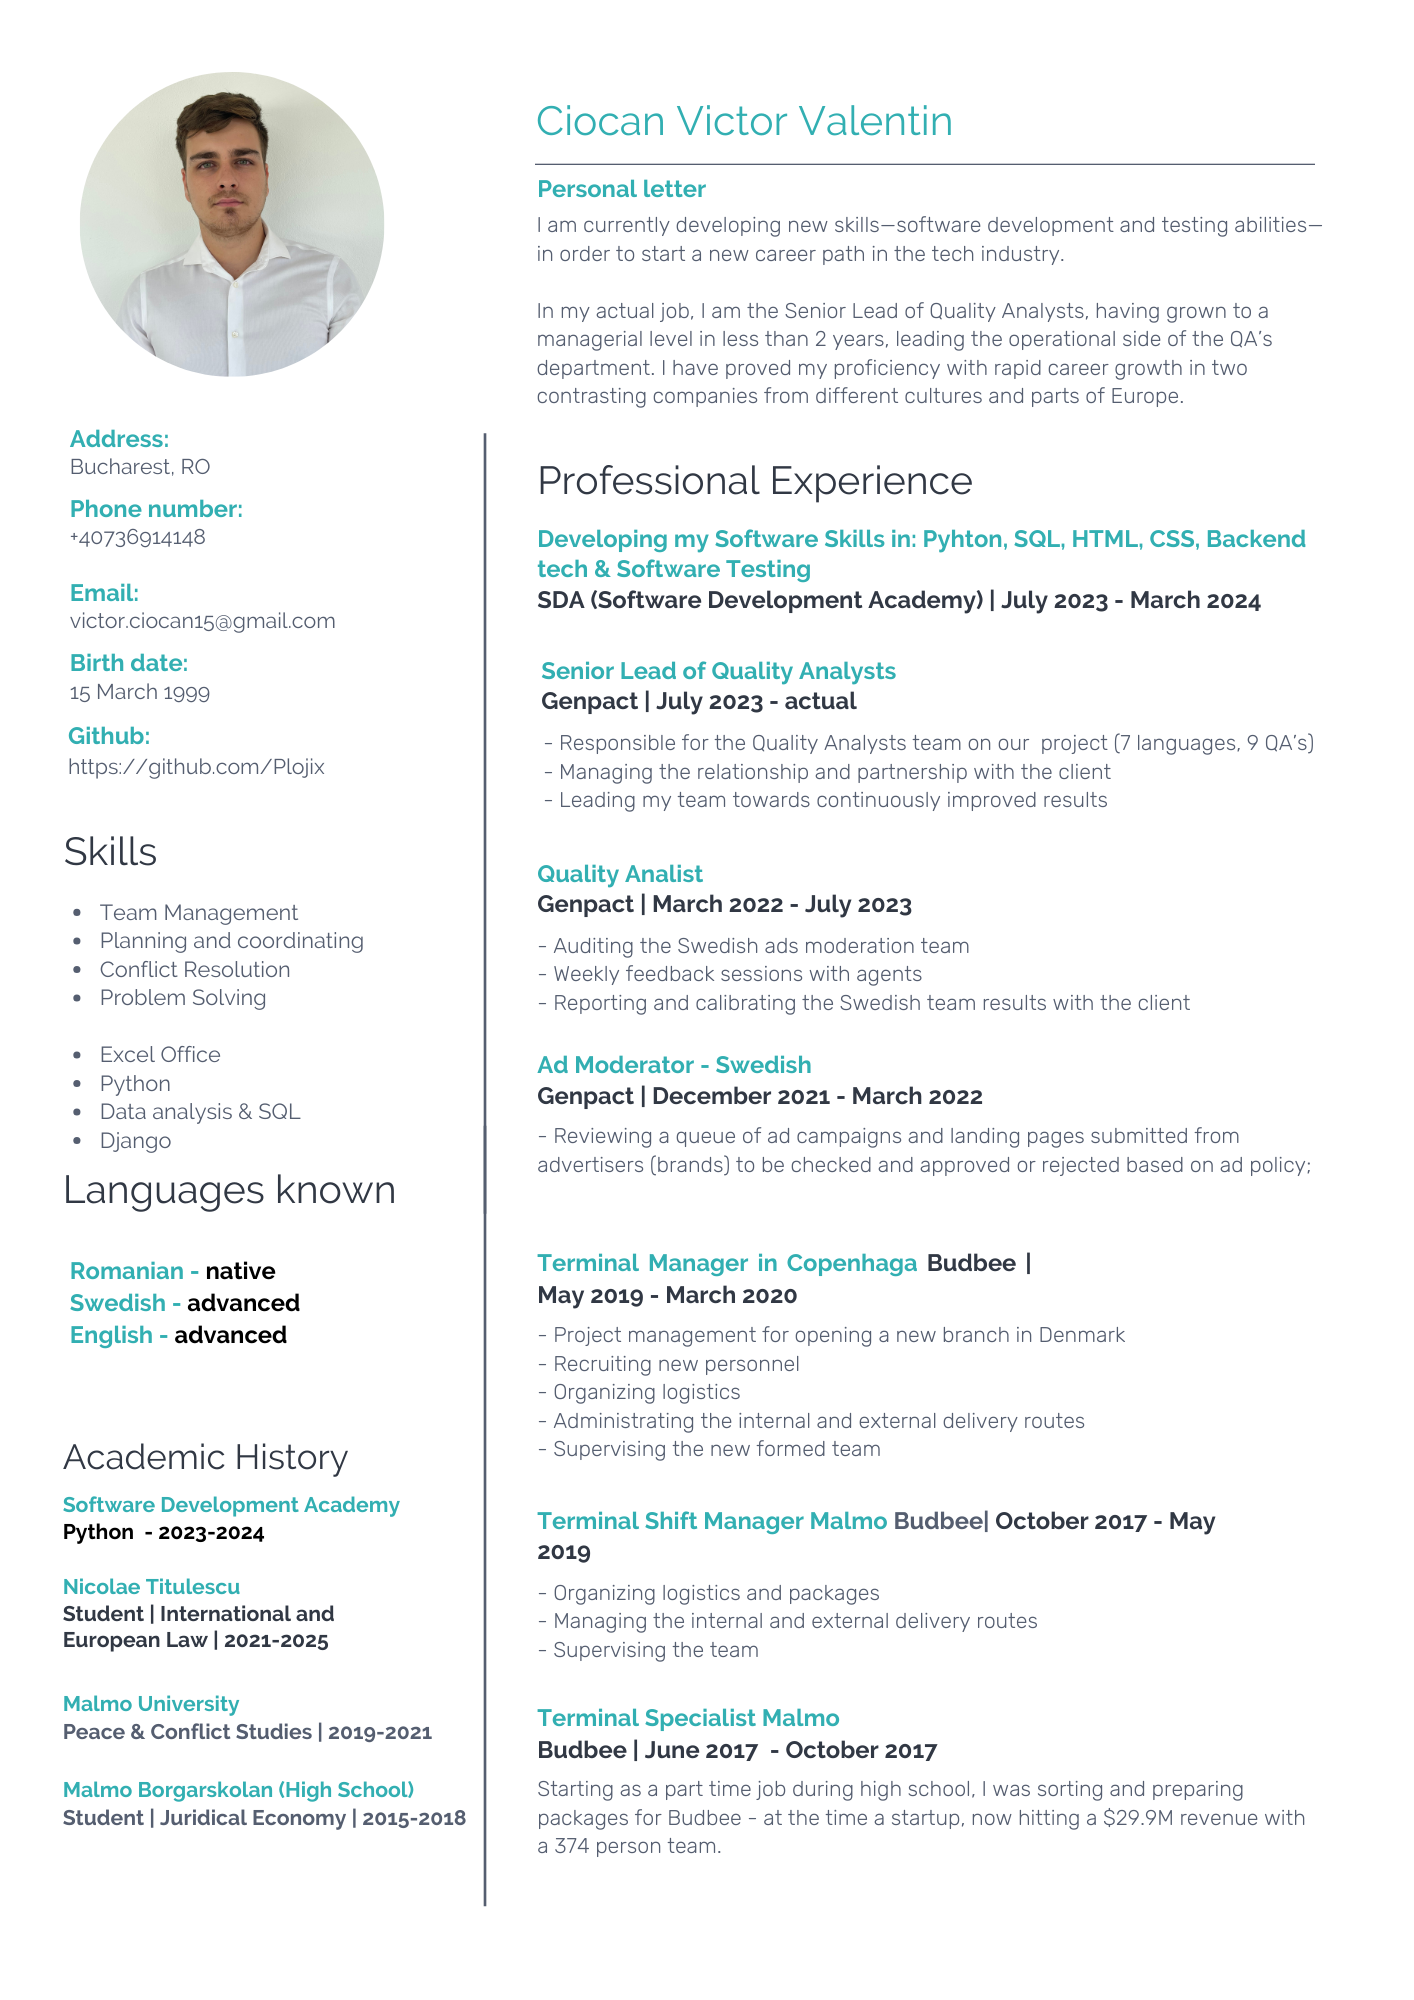 Ciocan Victor Valentin
Personal letter
I am currently developing new skills—software development and testing abilities—
in order to start a new career path in the tech industry.
In my actual job, I am the Senior Lead of Quality Analysts, having grown to a
managerial level in less than 2 years, leading the operational side of the QA's
department. I have proved my proficiency with rapid career growth in two
contrasting companies from different cultures and parts of Europe.
Address:
Bucharest, RO
Phone number:
+40736914148
Email:
victor.ciocan15@gmail.com
Birth date:
15 March 1999
Github:
https://github.com/Plojix
Skills
• Team Management
• Planning and coordinating
• Conflict Resolution
• Problem Solving
• Excel Office
• Python
• Data analysis & SQL
• Django
Languages known
Romanian - native
Swedish - advanced
English - advanced
Academic History
Software Development Academy
Python - 2023-2024
Nicolae Titulescu
Student | International and
European Law | 2021-2025
Malmo University
Peace & Conflict Studies | 2019-2021
Malmo Borgarskolan (High School)
Student | Juridical Economy | 2015-2018
Professional Experience
Developing my Software Skills in: Pyhton, SQL, HTML, CSS, Backend
tech & Software Testing
SDA (Software Development Academy) | July 2023 - March 2024
Senior Lead of Quality Analysts
Genpact | July 2023 - actual
- Responsible for the Quality Analysts team on our project (7 languages, 9 QA's)
- Managing the relationship and partnership with the client
- Leading my team towards continuously improved results
Quality Analist
Genpact | March 2022 - July 2023
- Auditing the Swedish ads moderation team
- Weekly feedback sessions with agents
- Reporting and calibrating the Swedish team results with the client
Ad Moderator - Swedish
Genpact | December 2021 - March 2022
- Reviewing a queue of ad campaigns and landing pages submitted from
advertisers (brands) to be checked and approved or rejected based on ad policy;
Terminal Manager in Copenhaga Budbee |
May 2019 - March 2020
- Project management for opening a new branch in Denmark
- Recruiting new personnel
- Organizing logistics
- Administrating the internal and external delivery routes
- Supervising the new formed team
Terminal Shift Manager Malmo Budbee| October 2017 - May
2019
- Organizing logistics and packages
- Managing the internal and external delivery routes
- Supervising the team
Terminal Specialist Malmo
Budbee | June 2017 - October 2017
Starting as a part time job during high school, I was sorting and preparing
packages for Budbee - at the time a startup, now hitting a $29.9M revenue with
a 374 person team.